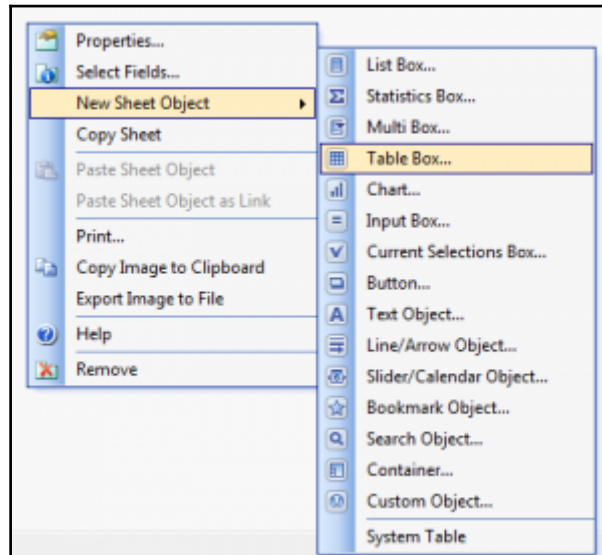 Properties...
Select Fields...
New Sheet Object
Copy Sheet
Paste Sheet Object
Paste Sheet Object as Link
Print...
Copy Image to Clipboard
Export Image to File
Help
Remove
List Box...
Statistics Box...
Multi Box...
Table Box...
Chart...
Input Box...
Current Selections Box...
Button...
Text Object...
Line/Arrow Object...
Slider/Calendar Object...
Bookmark Object...
Search Object...
Container...
Custom Object...
System Table